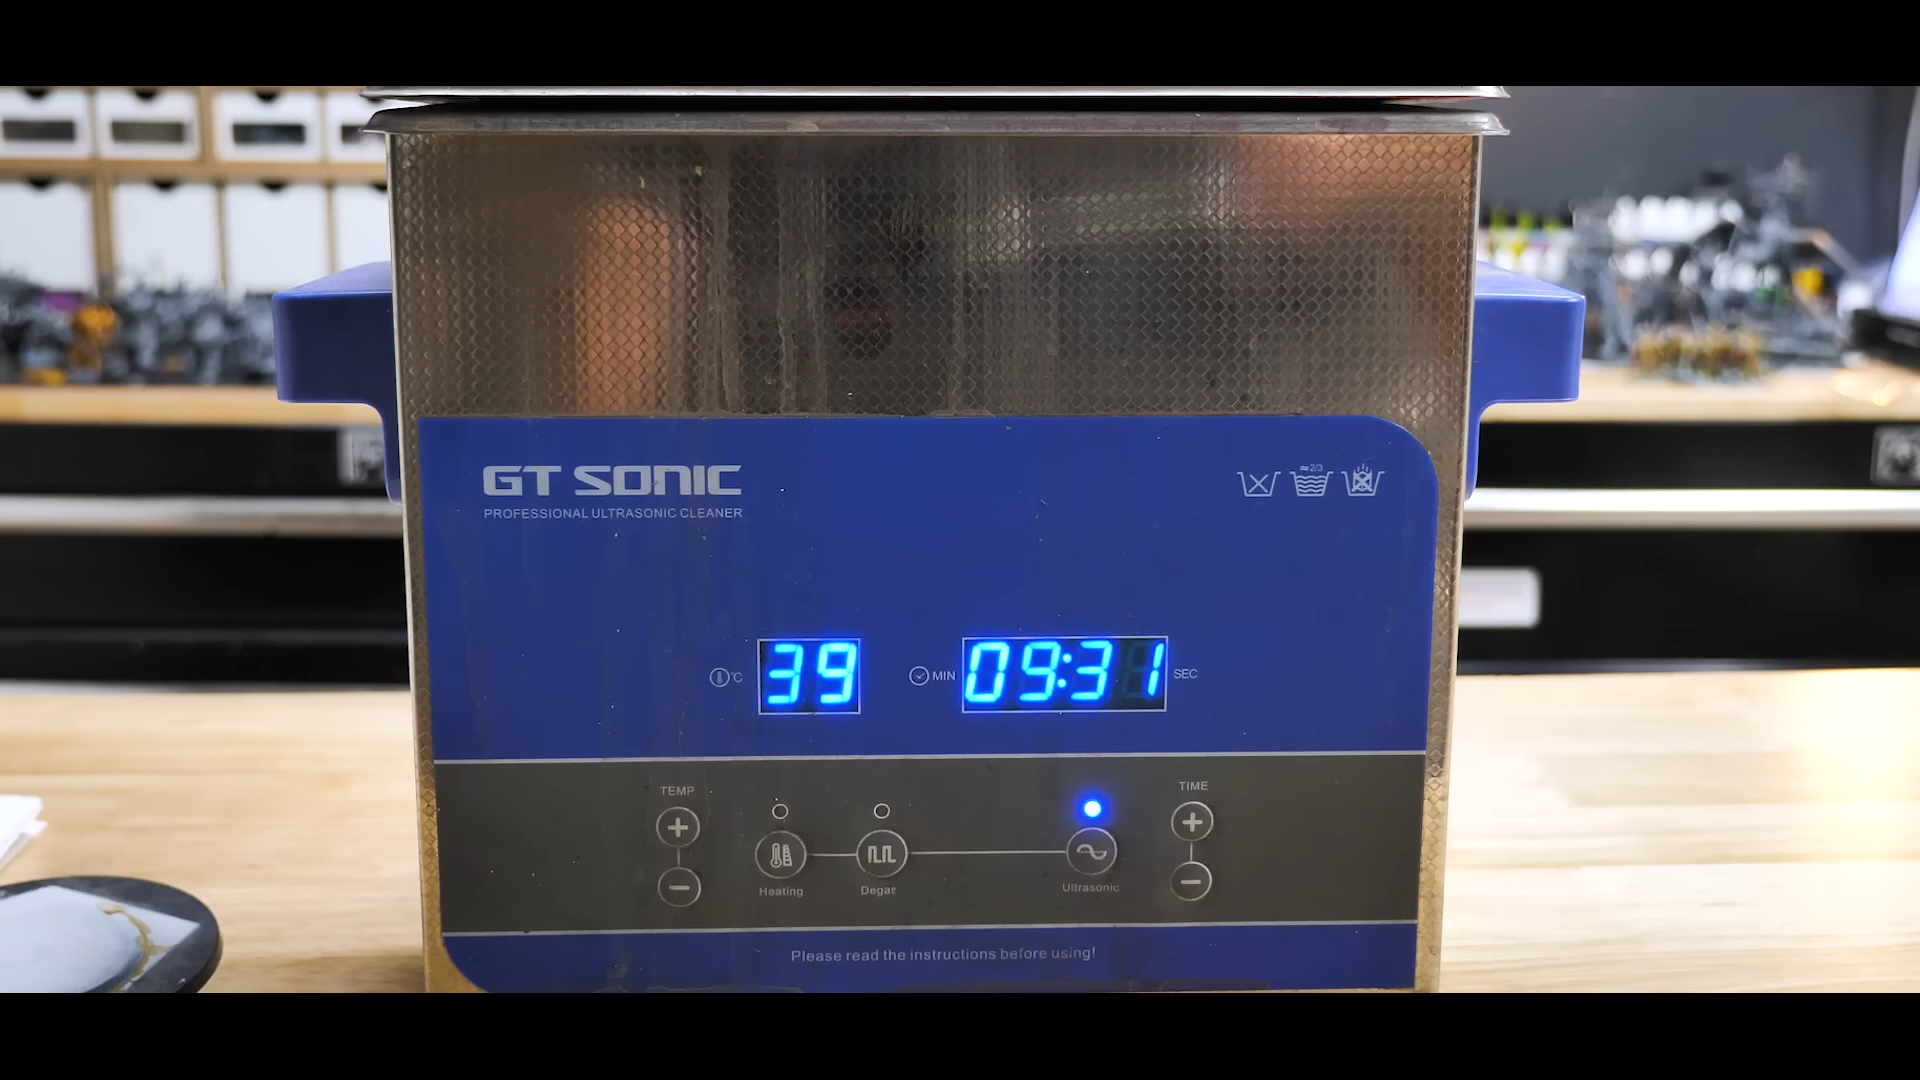 GT SONIC
PROFESSIONAL ULTRASONIC CLEANER
≈2/3
°C 39 MIN 09:31 SEC
TEMP
TIME
Heating
Degas
Ultrasonic
Please read the instructions before using!